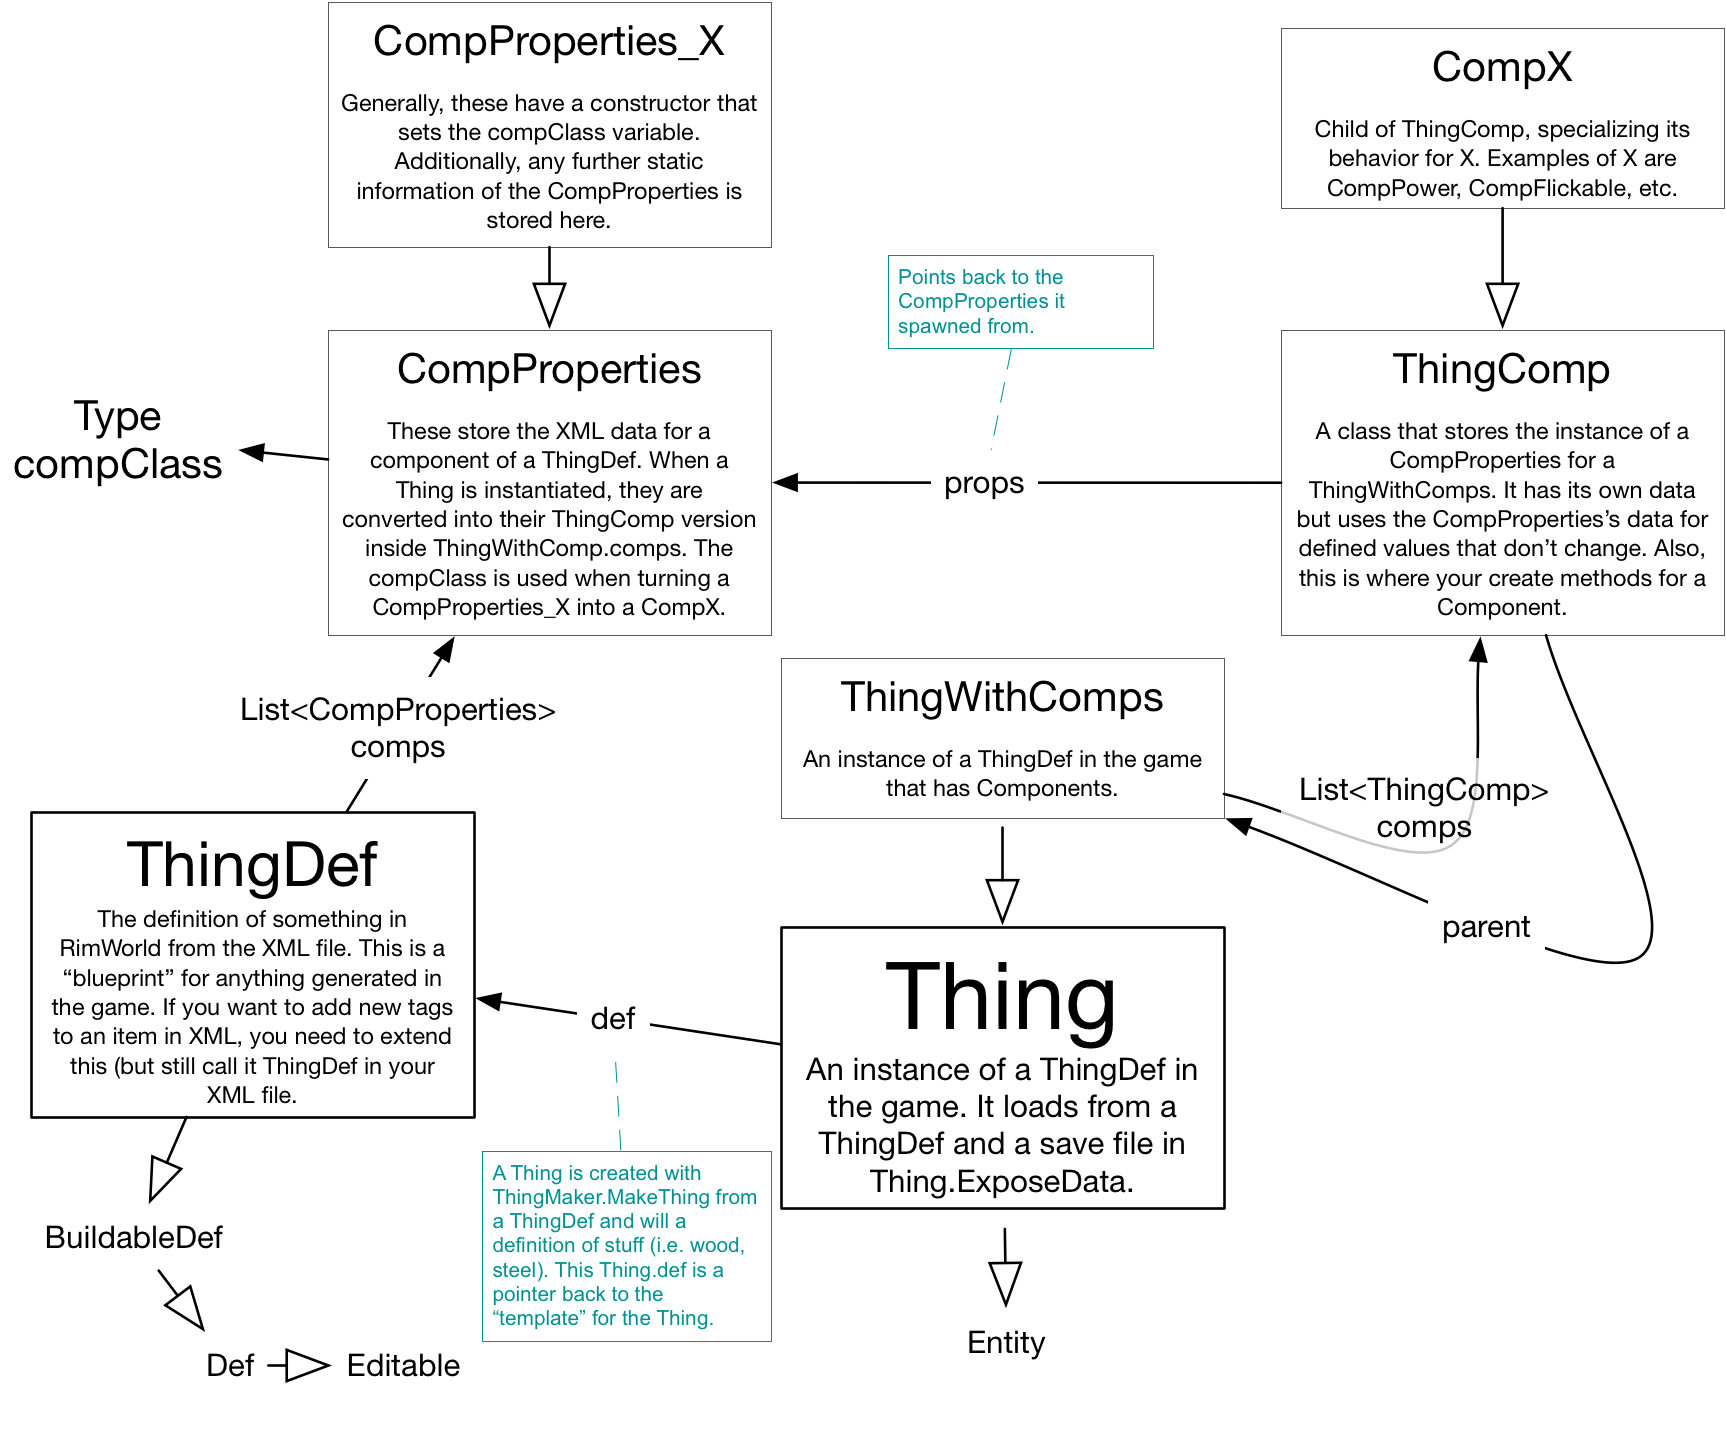 CompProperties_X
Generally, these have a constructor that
sets the compClass variable.
Additionally, any further static
information of the CompProperties is
stored here.
CompX
Child of ThingComp, specializing its
behavior for X. Examples of X are
CompPower, CompFlickable, etc.
Points back to the
CompProperties it
spawned from.
Type
compClass
CompProperties
These store the XML data for a
component of a ThingDef. When a
Thing is instantiated, they are
converted into their ThingComp version
inside ThingWithComp.comps. The
compClass is used when turning a
CompProperties_X into a CompX.
props
ThingComp
A class that stores the instance of a
CompProperties for a
ThingWithComps. It has its own data
but uses the CompProperties’s data for
defined values that don’t change. Also,
this is where your create methods for a
Component.
List<CompProperties>
comps
ThingWithComps
An instance of a ThingDef in the game
that has Components.
List<ThingComp>
comps
parent
ThingDef
The definition of something in
RimWorld from the XML file. This is a
“blueprint” for anything generated in
the game. If you want to add new tags
to an item in XML, you need to extend
this (but still call it ThingDef in your
XML file.
def
Thing
An instance of a ThingDef in
the game. It loads from a
ThingDef and a save file in
Thing.ExposeData.
A Thing is created with
ThingMaker.MakeThing from
a ThingDef and will a
definition of stuff (i.e. wood,
steel). This Thing.def is a
pointer back to the
“template” for the Thing.
BuildableDef
Def
Editable
Entity